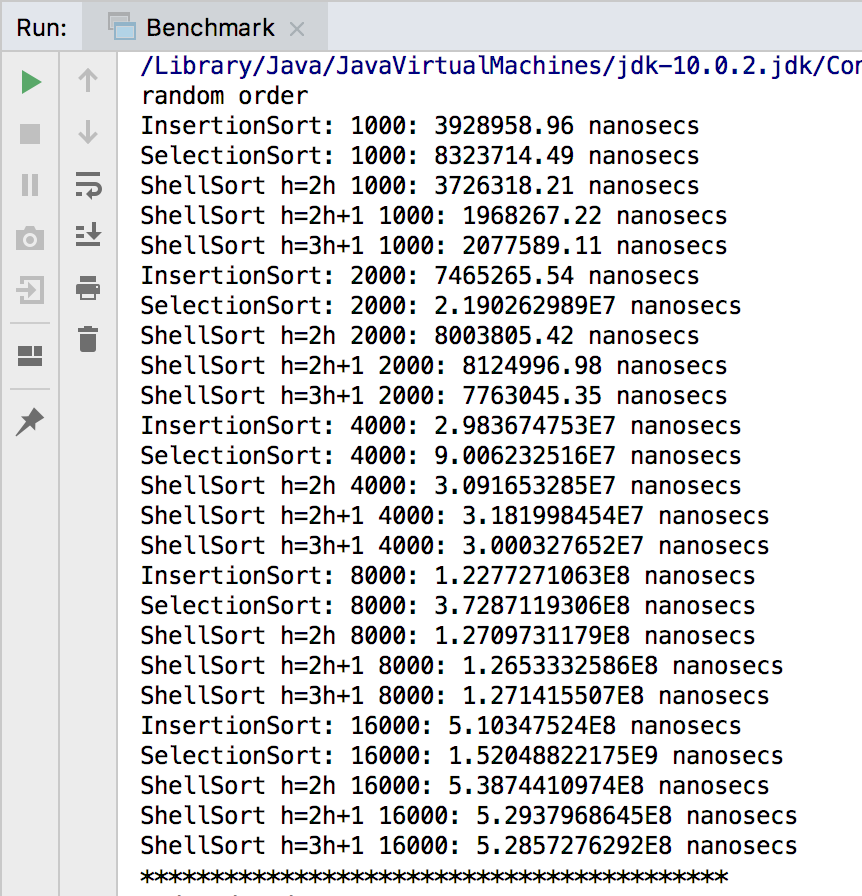 Run: Benchmark
/Library/Java/JavaVirtualMachines/jdk-10.0.2.jdk/Con
random order
InsertionSort: 1000: 3928958.96 nanosecs
SelectionSort: 1000: 8323714.49 nanosecs
ShellSort h=2h 1000: 3726318.21 nanosecs
ShellSort h=2h+1 1000: 1968267.22 nanosecs
ShellSort h=3h+1 1000: 2077589.11 nanosecs
InsertionSort: 2000: 7465265.54 nanosecs
SelectionSort: 2000: 2.190262989E7 nanosecs
ShellSort h=2h 2000: 8003805.42 nanosecs
ShellSort h=2h+1 2000: 8124996.98 nanosecs
ShellSort h=3h+1 2000: 7763045.35 nanosecs
InsertionSort: 4000: 2.983674753E7 nanosecs
SelectionSort: 4000: 9.006232516E7 nanosecs
ShellSort h=2h 4000: 3.091653285E7 nanosecs
ShellSort h=2h+1 4000: 3.181998454E7 nanosecs
ShellSort h=3h+1 4000: 3.000327652E7 nanosecs
InsertionSort: 8000: 1.2277271063E8 nanosecs
SelectionSort: 8000: 3.7287119306E8 nanosecs
ShellSort h=2h 8000: 1.2709731179E8 nanosecs
ShellSort h=2h+1 8000: 1.2653332586E8 nanosecs
ShellSort h=3h+1 8000: 1.271415507E8 nanosecs
InsertionSort: 16000: 5.10347524E8 nanosecs
SelectionSort: 16000: 1.52048822175E9 nanosecs
ShellSort h=2h 16000: 5.3874410974E8 nanosecs
ShellSort h=2h+1 16000: 5.2937968645E8 nanosecs
ShellSort h=3h+1 16000: 5.2857276292E8 nanosecs
******************************************